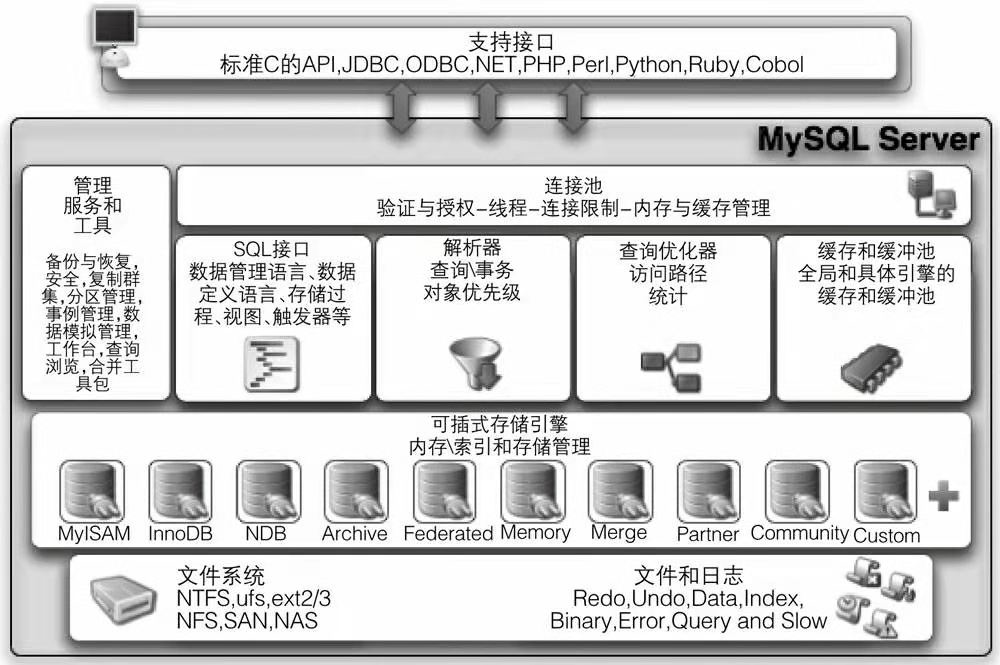 支持接口
标准C的API,JDBC,ODBC,NET,PHP,Perl,Python,Ruby,Cobol
MySQL Server
管理
服务和
工具
备份与恢复,
安全,复制群
集,分区管理,
事例管理,数
据模拟管理,
工作台,查询
浏览,合并工
具包
连接池
验证与授权–线程–连接限制–内存与缓存管理
SQL接口
数据管理语言、数据
定义语言、存储过
程、视图、触发器等
解析器
查询\事务
对象优先级
查询优化器
访问路径
统计
缓存和缓冲池
全局和具体引擎的
缓存和缓冲池
可插式存储引擎
内存\索引和存储管理
MyISAM InnoDB NDB Archive Federated Memory Merge Partner Community Custom
文件系统
NTFS,ufs,ext2/3
NFS,SAN,NAS
文件和日志
Redo,Undo,Data,Index,
Binary,Error,Query and Slow